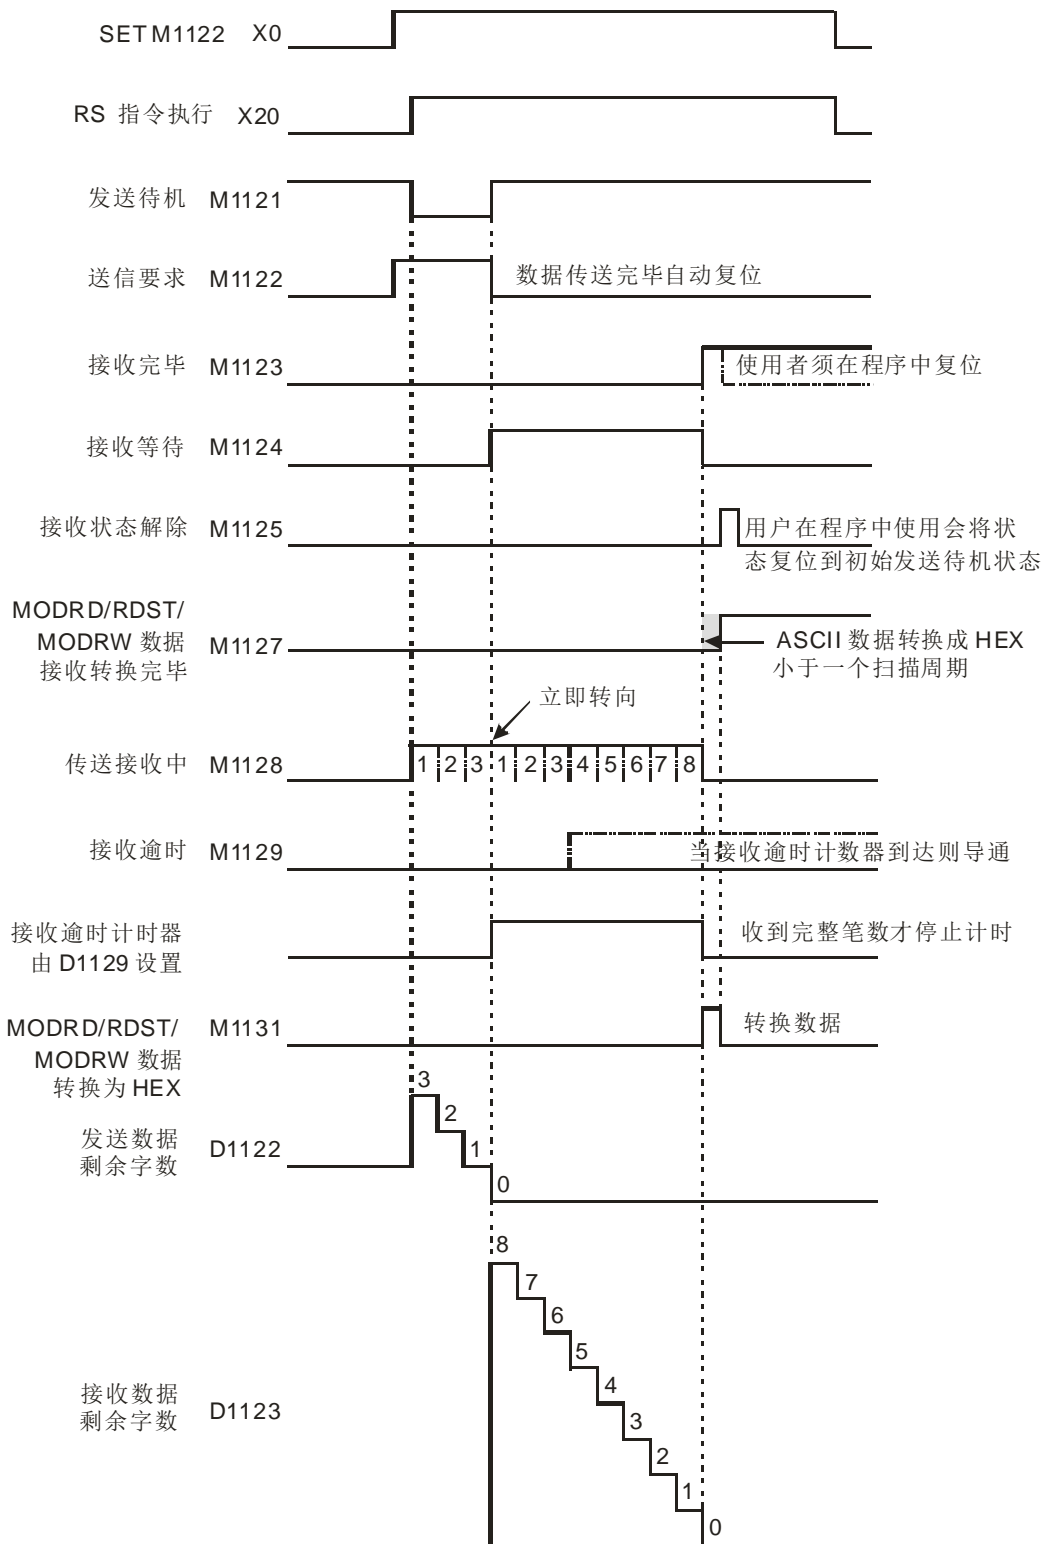 SET M1122 X0
RS 指令执行 X20
发送待机 M1121
送信要求 M1122 数据传送完毕自动复位
接收完毕 M1123 使用者须在程序中复位
接收等待 M1124
接收状态解除 M1125 用户在程序中使用会将状
态复位到初始发送待机状态
MODRD/RDST/
MODRW 数据
接收转换完毕
M1127
ASCII 数据转换成 HEX
小于一个扫描周期
立即转向
传送接收中 M1128 1 2 3 1 2 3 4 5 6 7 8
接收逾时 M1129 当接收逾时计数器到达则导通
接收逾时计时器
由 D1129 设置
收到完整笔数才停止计时
MODRD/RDST/
MODRW 数据
转换为 HEX
M1131 转换数据
发送数据
剩余字数
D1122
3
2
1
0
接收数据
剩余字数
D1123
8
7
6
5
4
3
2
1
0